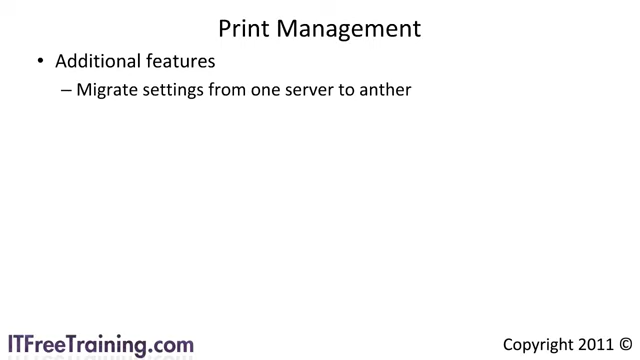 Print Management
• Additional features
– Migrate settings from one server to anther
ITFreeTraining.com
Copyright 2011 ©